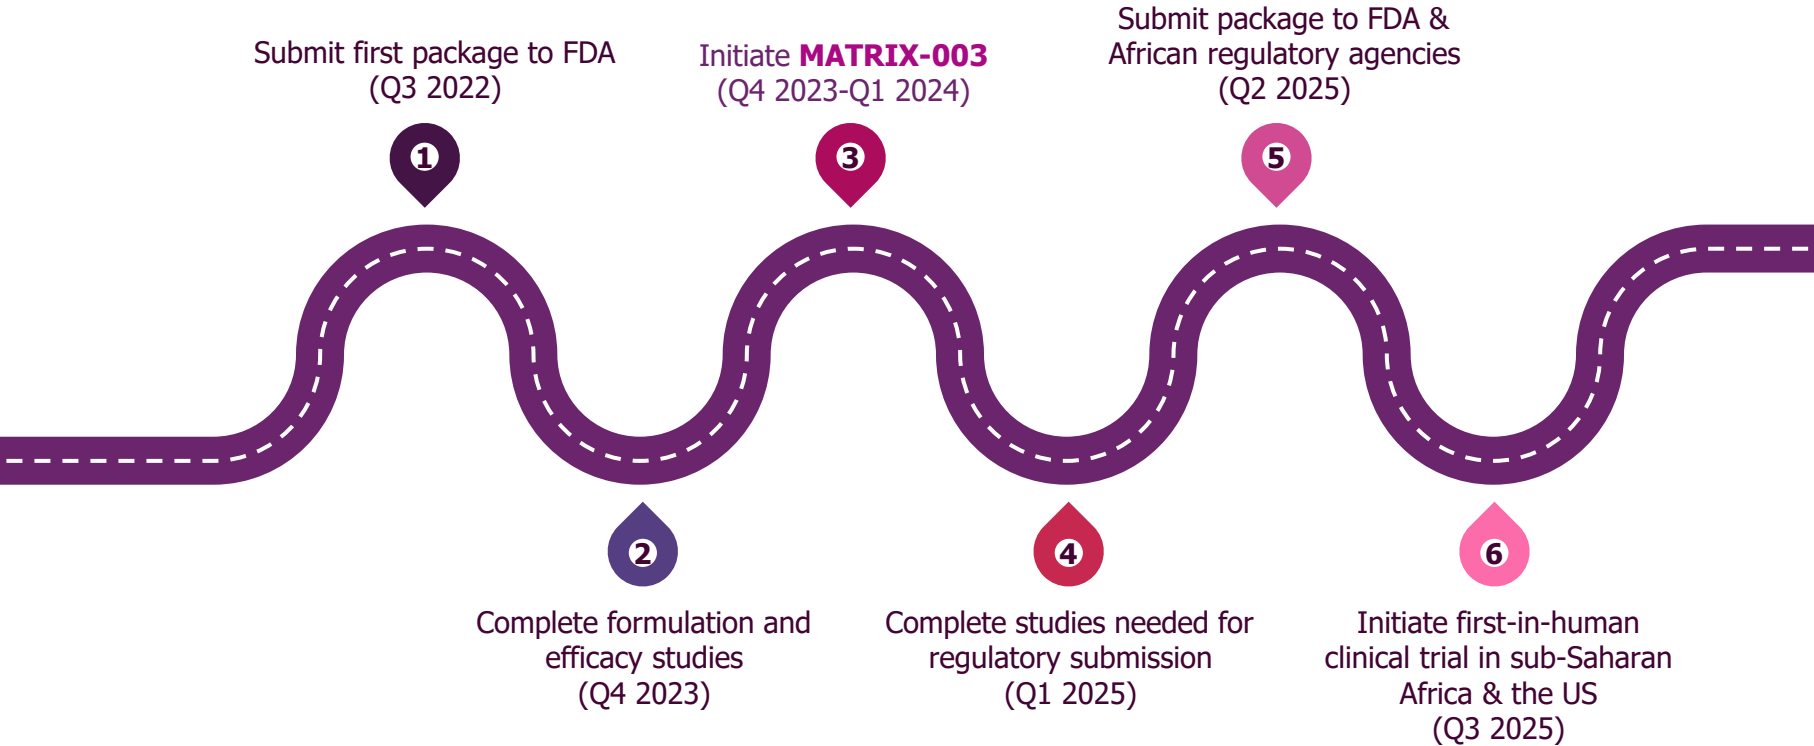 Submit first package to FDA
(Q3 2022)
1
Complete formulation and
efficacy studies
(Q4 2023)
2
Initiate MATRIX-003
(Q4 2023-Q1 2024)
3
Complete studies needed for
regulatory submission
(Q1 2025)
4
Submit package to FDA &
African regulatory agencies
(Q2 2025)
5
Initiate first-in-human
clinical trial in sub-Saharan
Africa & the US
(Q3 2025)
6